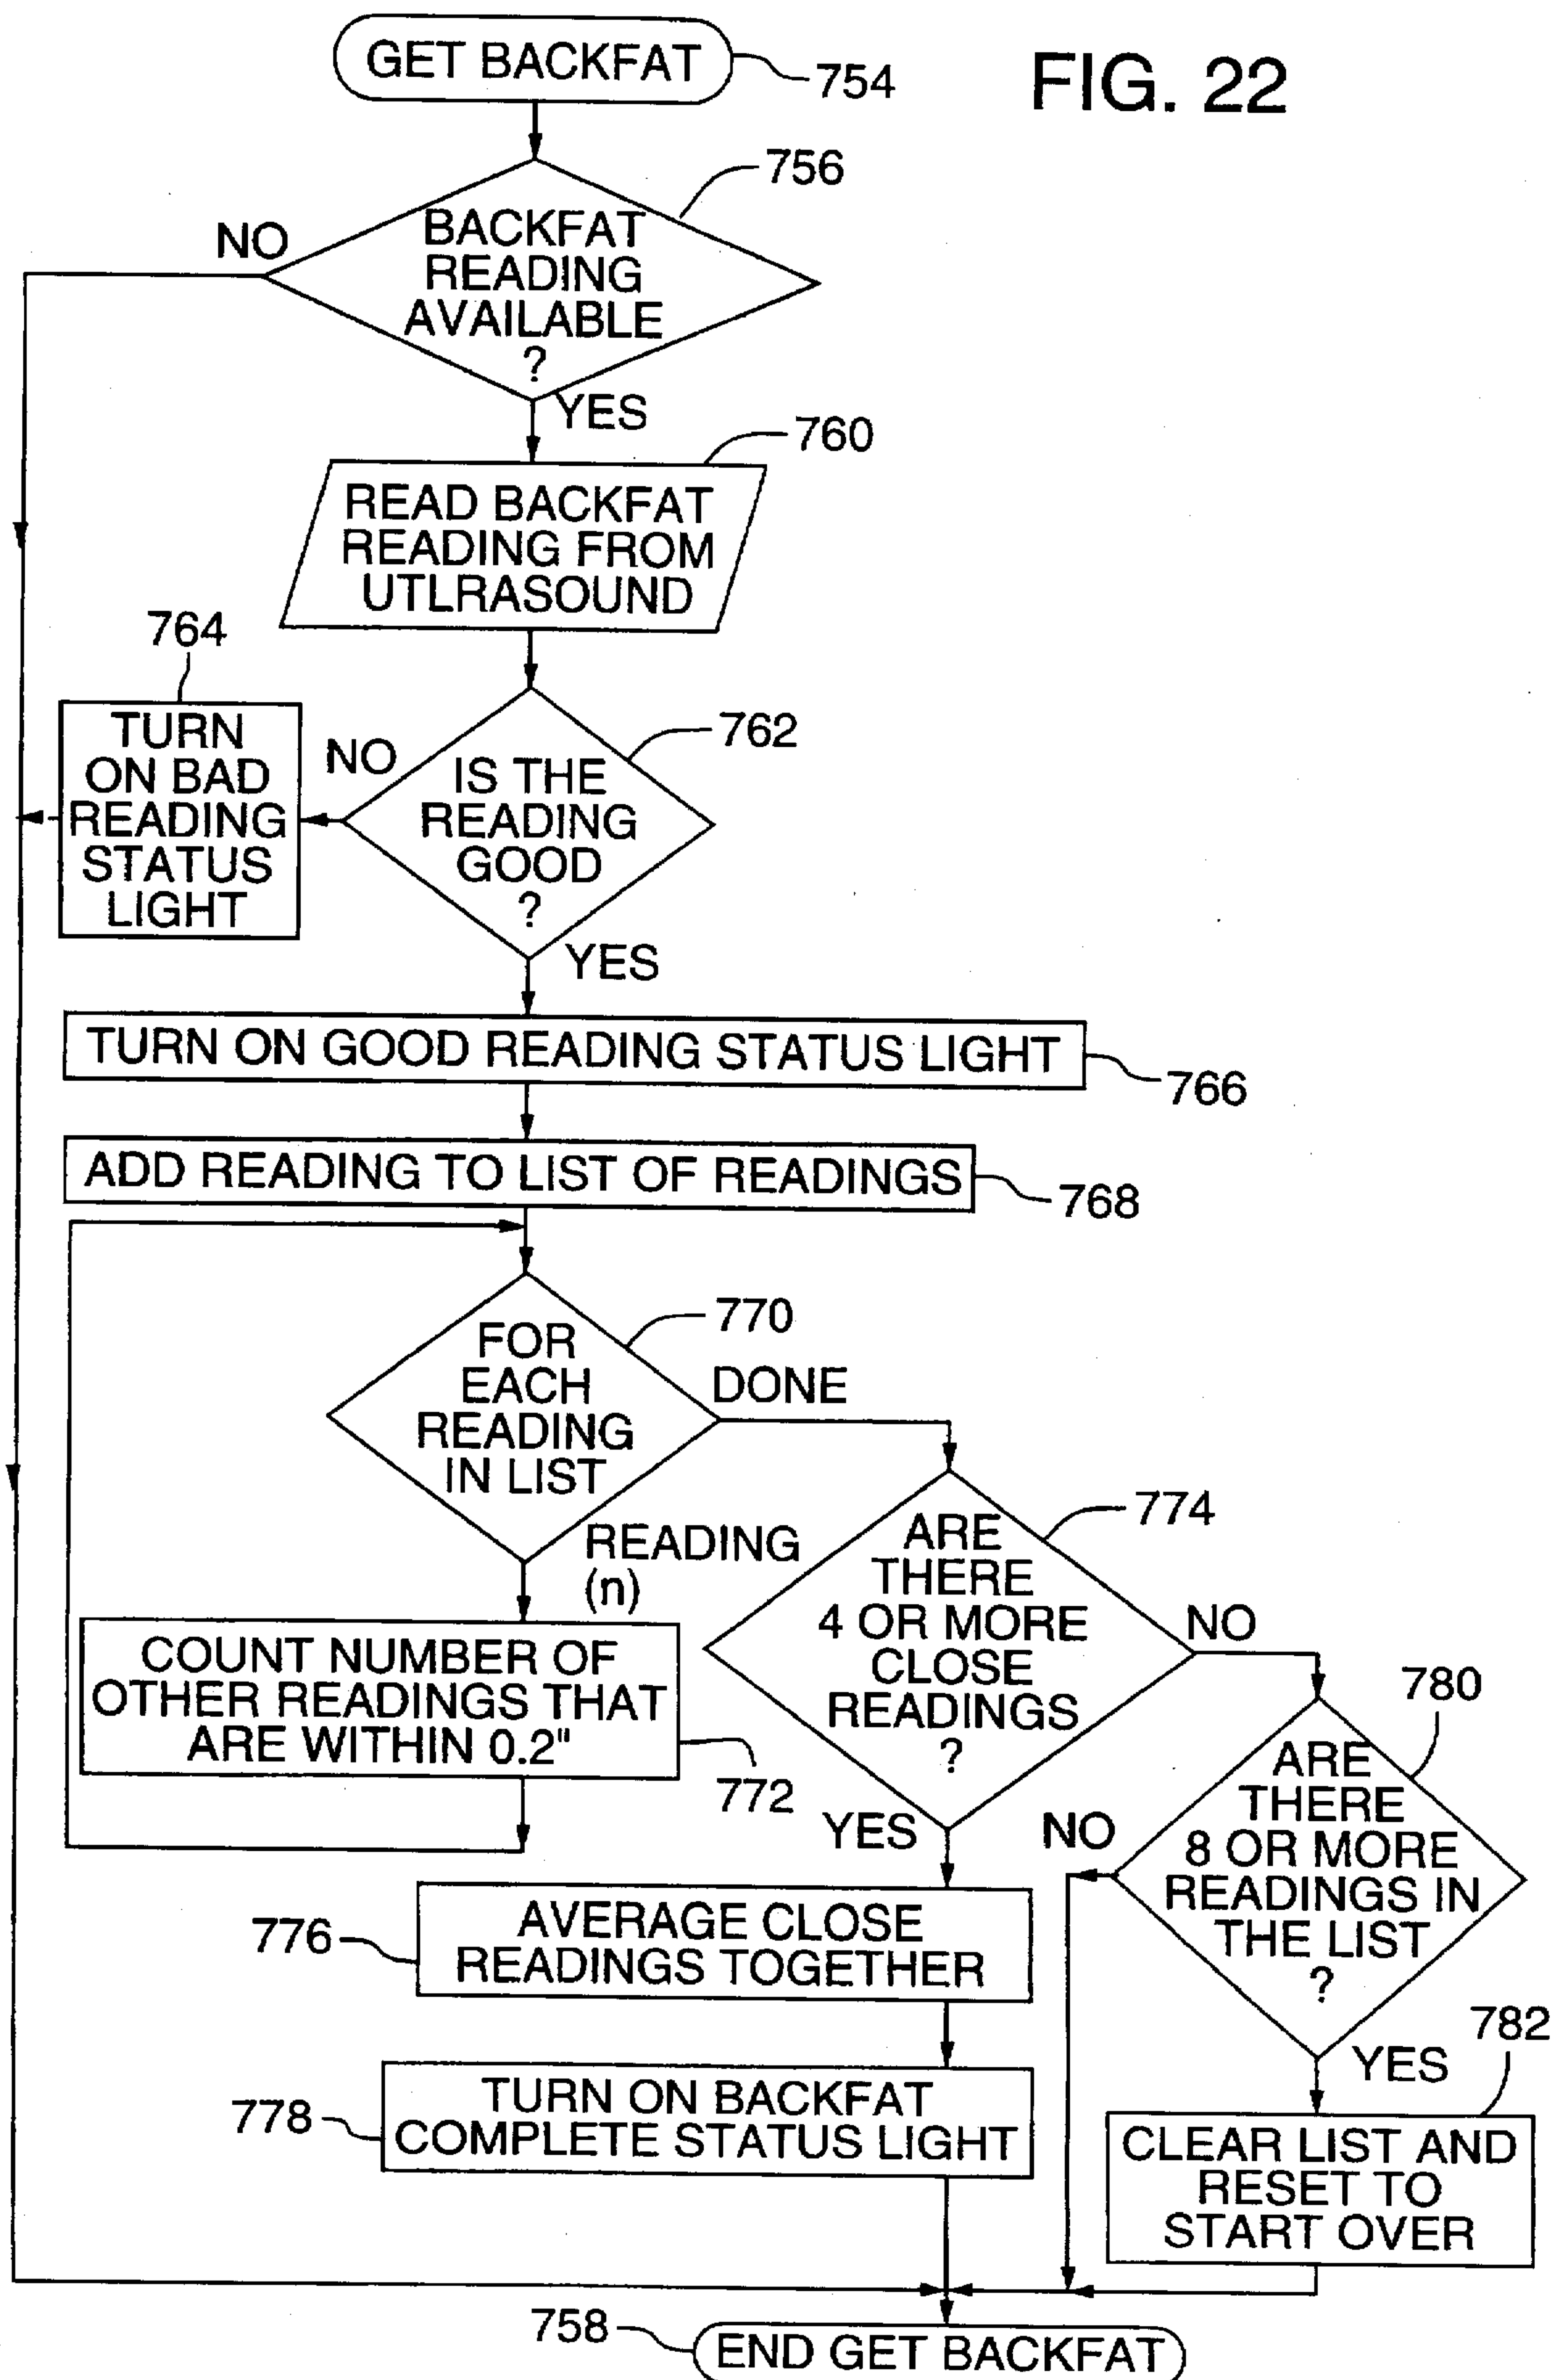 FIG. 22
GET BACKFAT
754
756
BACKFAT
READING
AVAILABLE
?
NO
YES
760
READ BACKFAT
READING FROM
UTLRASOUND
764
TURN
ON BAD
READING
STATUS
LIGHT
NO
762
IS THE
READING
GOOD
?
YES
TURN ON GOOD READING STATUS LIGHT
766
ADD READING TO LIST OF READINGS
768
770
FOR
EACH
READING
IN LIST
DONE
READING
(n)
COUNT NUMBER OF
OTHER READINGS THAT
ARE WITHIN 0.2"
772
774
ARE
THERE
4 OR MORE
CLOSE
READINGS
?
NO
YES
780
ARE
THERE
8 OR MORE
READINGS IN
THE LIST
?
NO
YES
776
AVERAGE CLOSE
READINGS TOGETHER
778
TURN ON BACKFAT
COMPLETE STATUS LIGHT
782
CLEAR LIST AND
RESET TO
START OVER
758
END GET BACKFAT